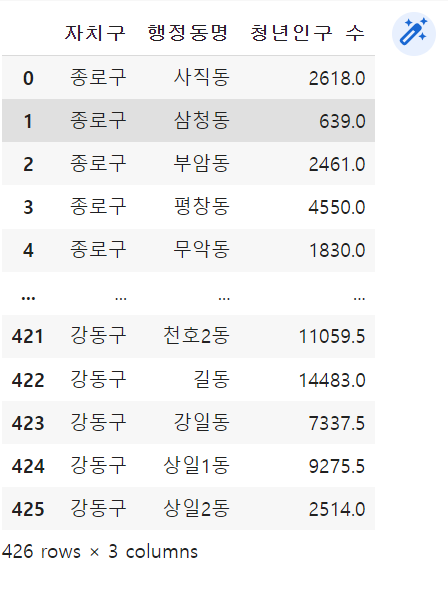 자치구 행정동명 청년인구 수
0 종로구 사직동 2618.0
1 종로구 삼청동 639.0
2 종로구 부암동 2461.0
3 종로구 평창동 4550.0
4 종로구 무악동 1830.0
... ... ... ...
421 강동구 천호2동 11059.5
422 강동구 길동 14483.0
423 강동구 강일동 7337.5
424 강동구 상일1동 9275.5
425 강동구 상일2동 2514.0
426 rows × 3 columns